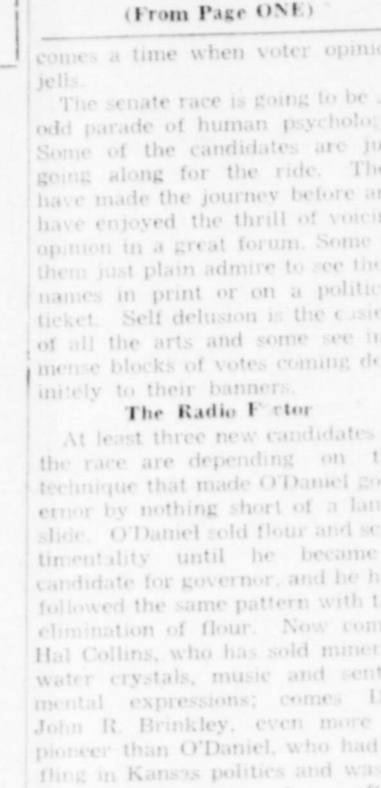 (From Page ONE)
comes a time when voter opinio
jells.
The senate race is going to be
odd parade of human psycholog
Some of the candidates are ju
going along for the ride. The
have made the journey before an
have enjoyed the thrill of voicin
opinion in a great forum. Some
them just plain admire to see the
names in print or on a politic
ticket. Self delusion is the easie
of all the arts and some see im
mense blocks of votes coming de
initely to their banners.
The Radio F ctor
At least three new candidates
the race are depending on t
technique that made O'Daniel go
ernor by nothing short of a lan
slide. O'Daniel sold flour and se
timentality until he became
candidate for governor, and he h
followed the same pattern with t
elimination of flour. Now com
Hal Collins, who has sold miner
water crystals, music and sent
mental expressions; comes D
John R. Brinkley, even more
pioneer than O'Daniel, who had
fling in Kansas politics and was